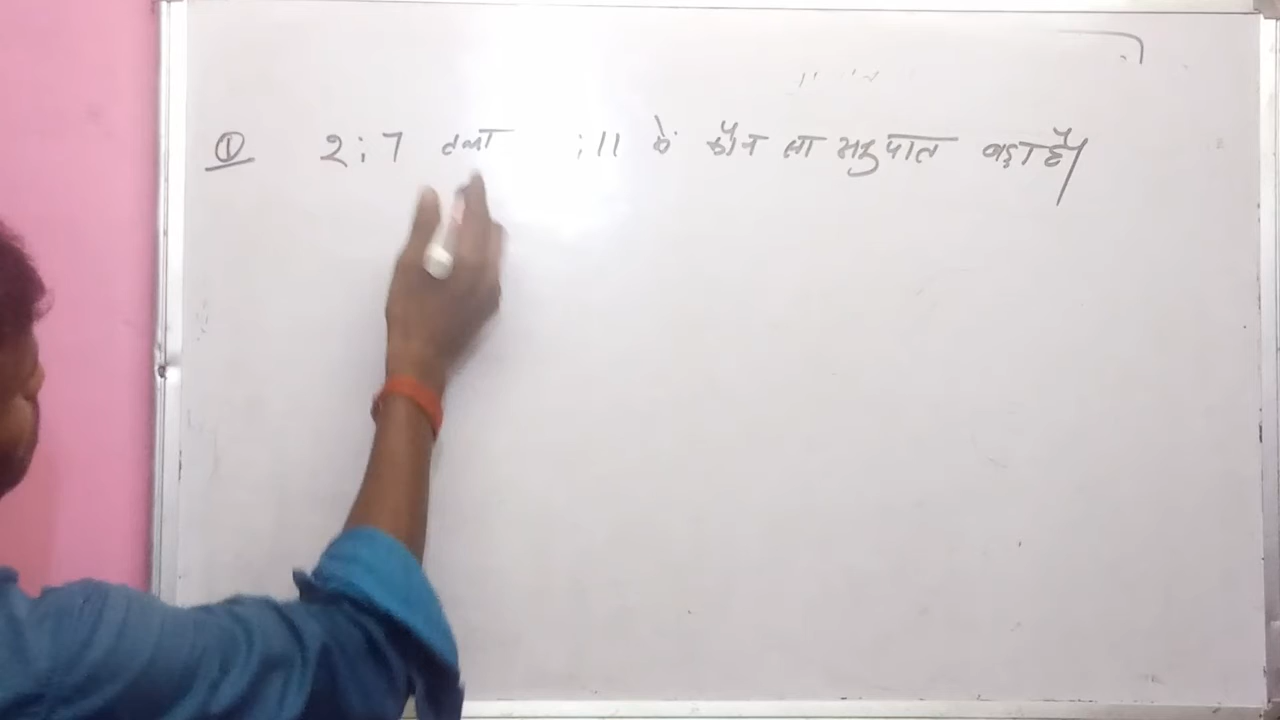 ① 2:7 तथा :11 में कौन सा अनुपात बड़ा है।